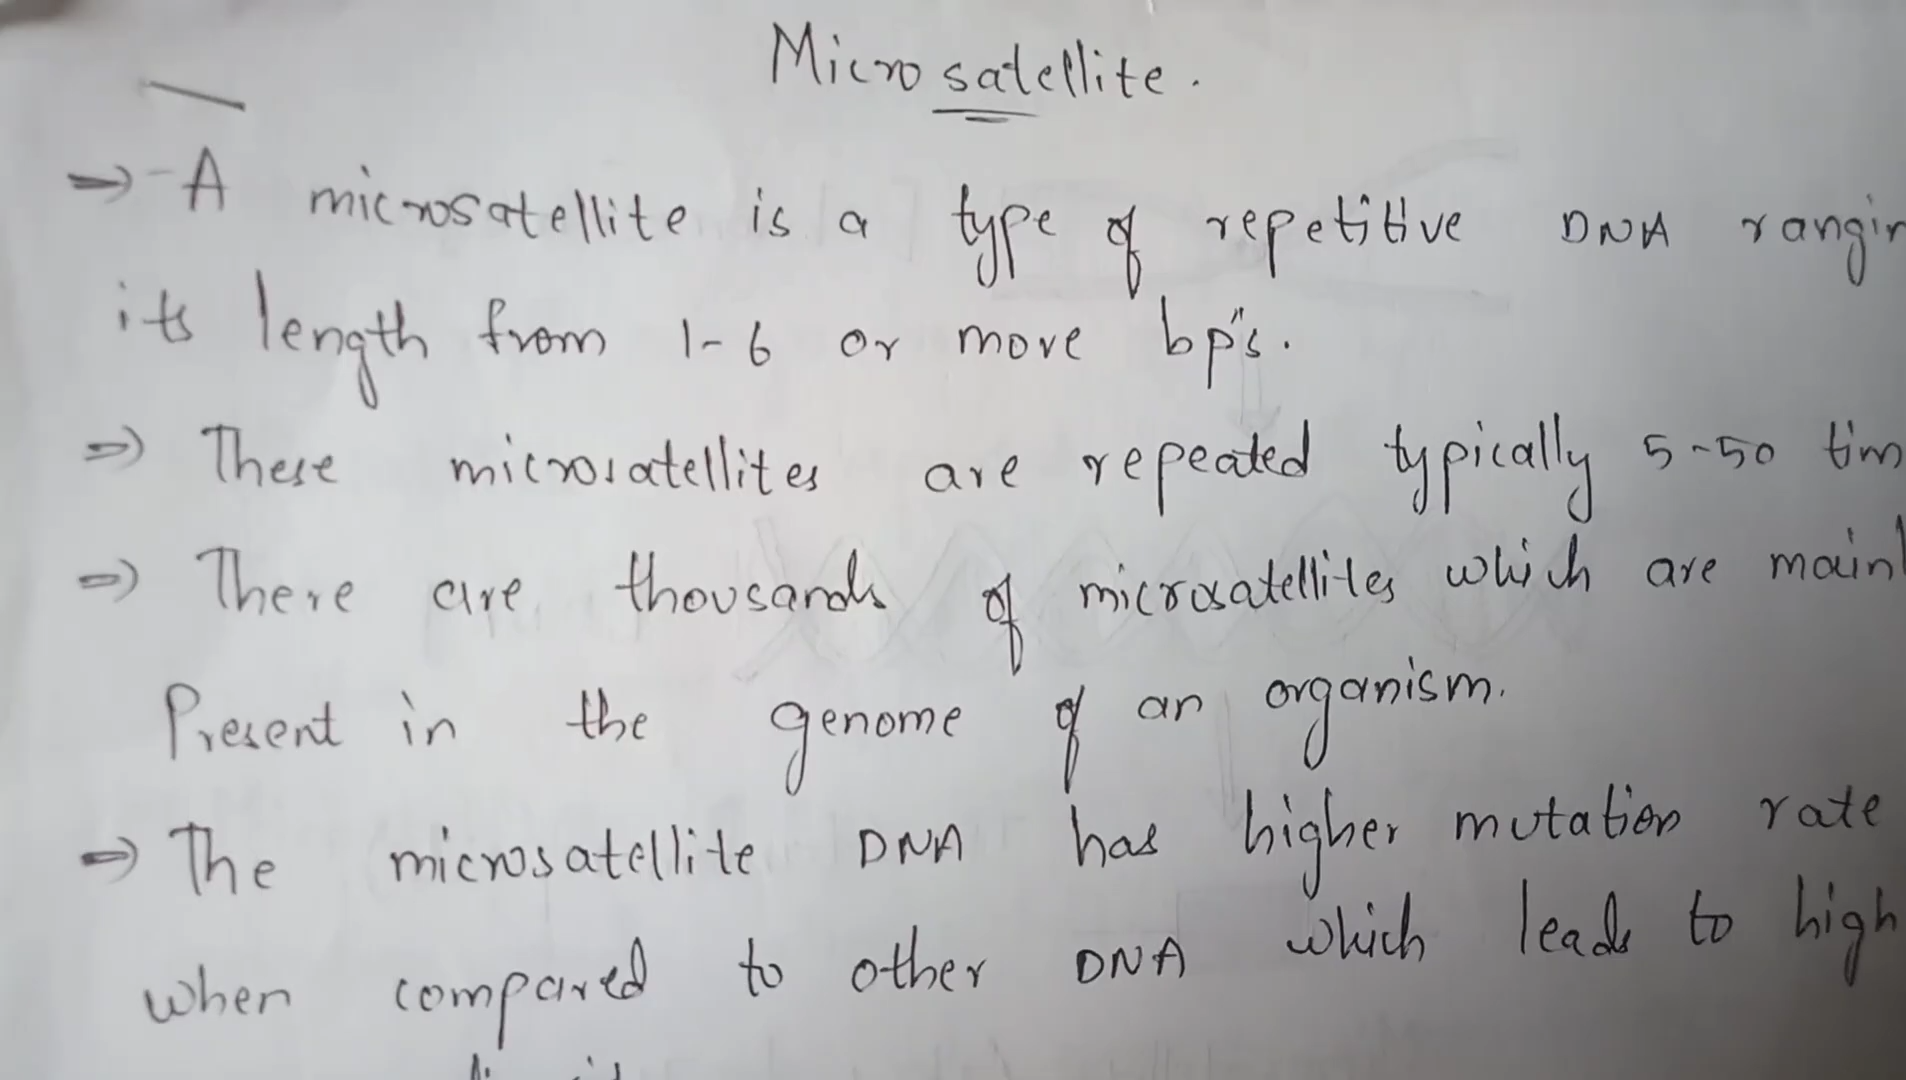 Microsatellite.
⇒ A microsatellite is a type of repetitive DNA rangin
its length from 1-6 or more bp's.
⇒ These microsatellites are repeated typically 5-50 tim
⇒ There are thousands of microsatellites which are mainl
Present in the genome of an organism.
⇒ The microsatellite DNA has higher mutation rate
when compared to other DNA which leads to high